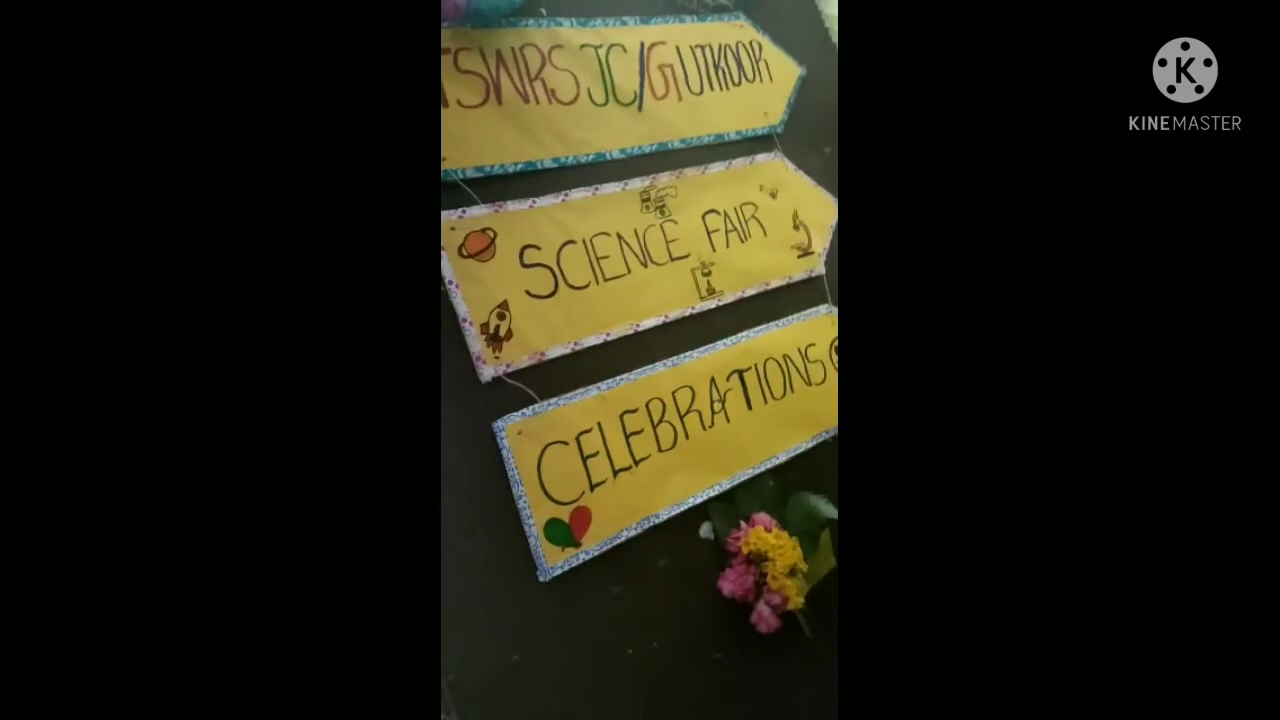 TSWRS JC/G UTKOOR
SCIENCE FAIR
CELEBRATIONS
K
KINEMASTER